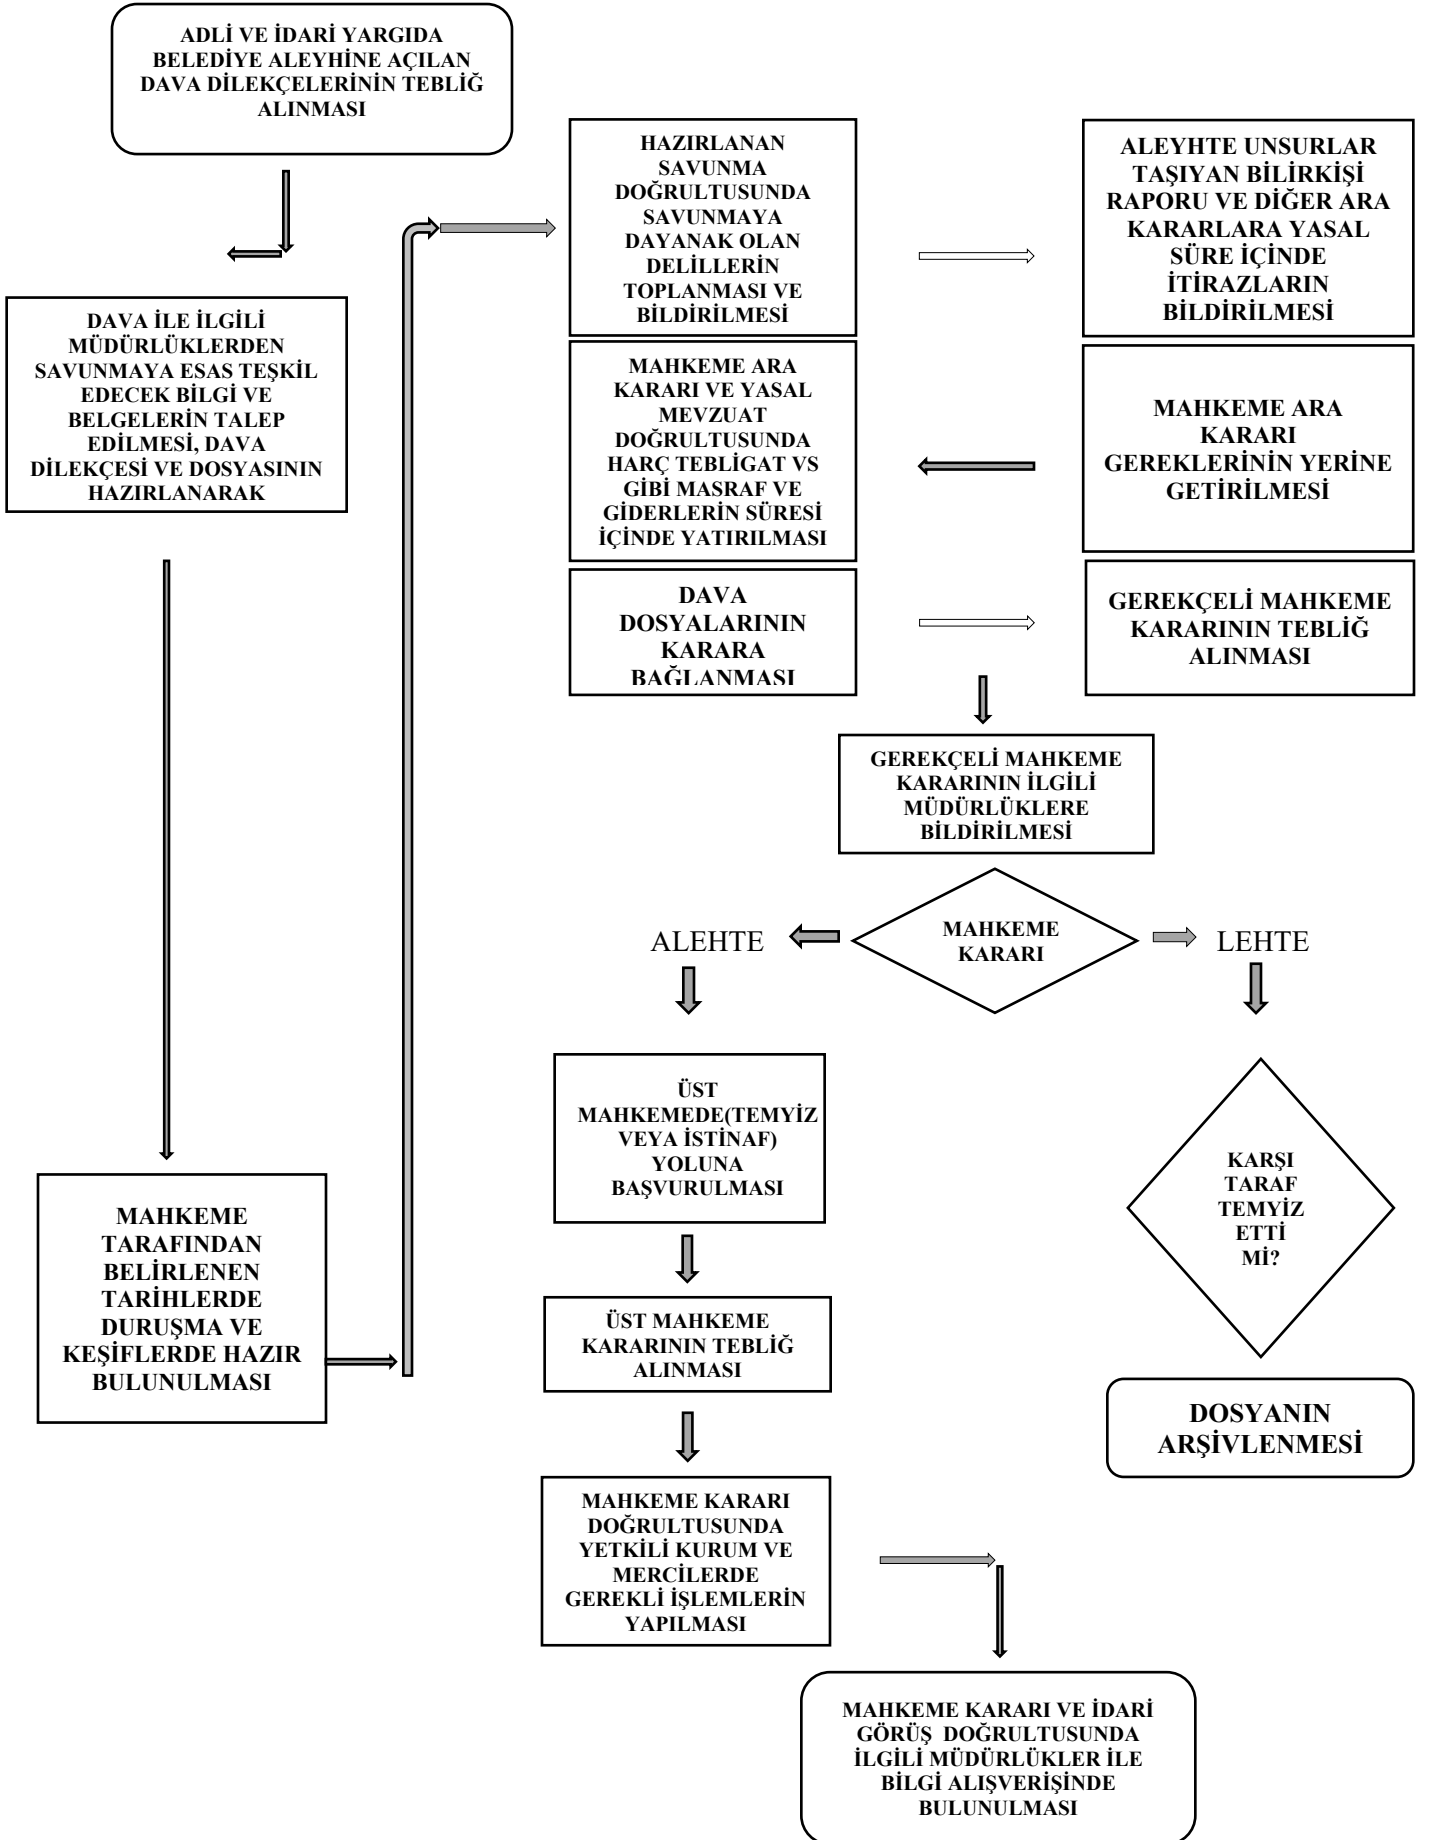 ADLİ VE İDARİ YARGIDA
BELEDİYE ALEYHİNE AÇILAN
DAVA DİLEKÇELERİNİN TEBLİĞ
ALINMASI
DAVA İLE İLGİLİ
MÜDÜRLÜKLERDEN
SAVUNMAYA ESAS TEŞKİL
EDECEK BİLGİ VE
BELGELERİN TALEP
EDİLMESİ, DAVA
DİLEKÇESİ VE DOSYASININ
HAZIRLANARAK
MAHKEME
TARAFINDAN
BELİRLENEN
TARİHLERDE
DURUŞMA VE
KEŞİFLERDE HAZIR
BULUNULMASI
HAZIRLANAN
SAVUNMA
DOĞRULTUSUNDA
SAVUNMAYA
DAYANAK OLAN
DELİLLERİN
TOPLANMASI VE
BİLDİRİLMESİ
ALEYHTE UNSURLAR
TAŞIYAN BİLİRKİŞİ
RAPORU VE DİĞER ARA
KARARLARA YASAL
SÜRE İÇİNDE
İTİRAZLARIN
BİLDİRİLMESİ
MAHKEME ARA
KARARI
GEREKLERİNİN YERİNE
GETİRİLMESİ
MAHKEME ARA
KARARI VE YASAL
MEVZUAT
DOĞRULTUSUNDA
HARÇ TEBLİGAT VS
GİBİ MASRAF VE
GİDERLERİN SÜRESİ
İÇİNDE YATIRILMASI
DAVA
DOSYALARININ
KARARA
BAĞLANMASI
GEREKÇELİ MAHKEME
KARARININ TEBLİĞ
ALINMASI
GEREKÇELİ MAHKEME
KARARININ İLGİLİ
MÜDÜRLÜKLERE
BİLDİRİLMESİ
MAHKEME
KARARI
ALEHTE
LEHTE
ÜST
MAHKEMEDE(TEMYİZ
VEYA İSTİNAF)
YOLUNA
BAŞVURULMASI
ÜST MAHKEME
KARARININ TEBLİĞ
ALINMASI
MAHKEME KARARI
DOĞRULTUSUNDA
YETKİLİ KURUM VE
MERCİLERDE
GEREKLİ İŞLEMLERİN
YAPILMASI
MAHKEME KARARI VE İDARİ
GÖRÜŞ DOĞRULTUSUNDA
İLGİLİ MÜDÜRLÜKLER İLE
BİLGİ ALIŞVERİŞİNDE
BULUNULMASI
KARŞI
TARAF
TEMYİZ
ETTİ
Mİ?
DOSYANIN
ARŞİVLENMESİ